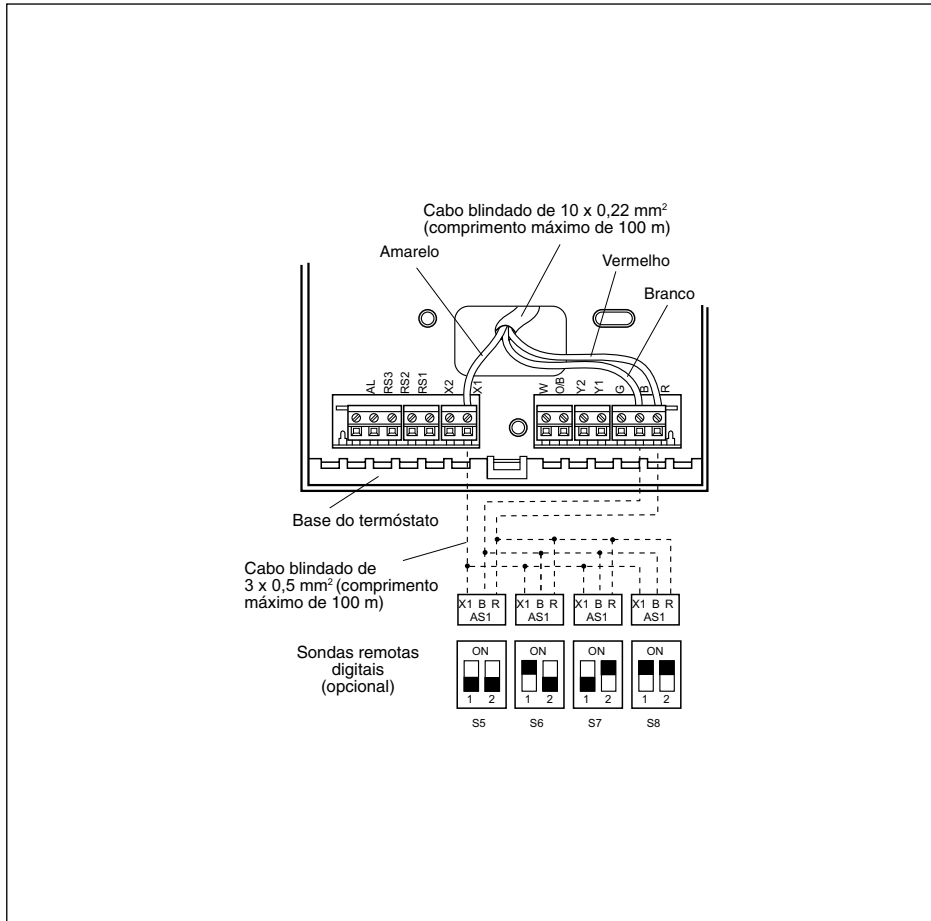 Cabo blindado de 10 x 0,22 mm²
(comprimento máximo de 100 m)
Amarelo
Vermelho
Branco
AL
RS3
RS2
RS1
X2
X1
W
O/B
Y2
Y1
G
B
R
Base do termóstato
Cabo blindado de
3 x 0,5 mm² (comprimento
máximo de 100 m)
X1 B R
AS1
X1 B R
AS1
X1 B R
AS1
X1 B R
AS1
Sondas remotas
digitais
(opcional)
ON
1 2
ON
1 2
ON
1 2
ON
1 2
S5
S6
S7
S8